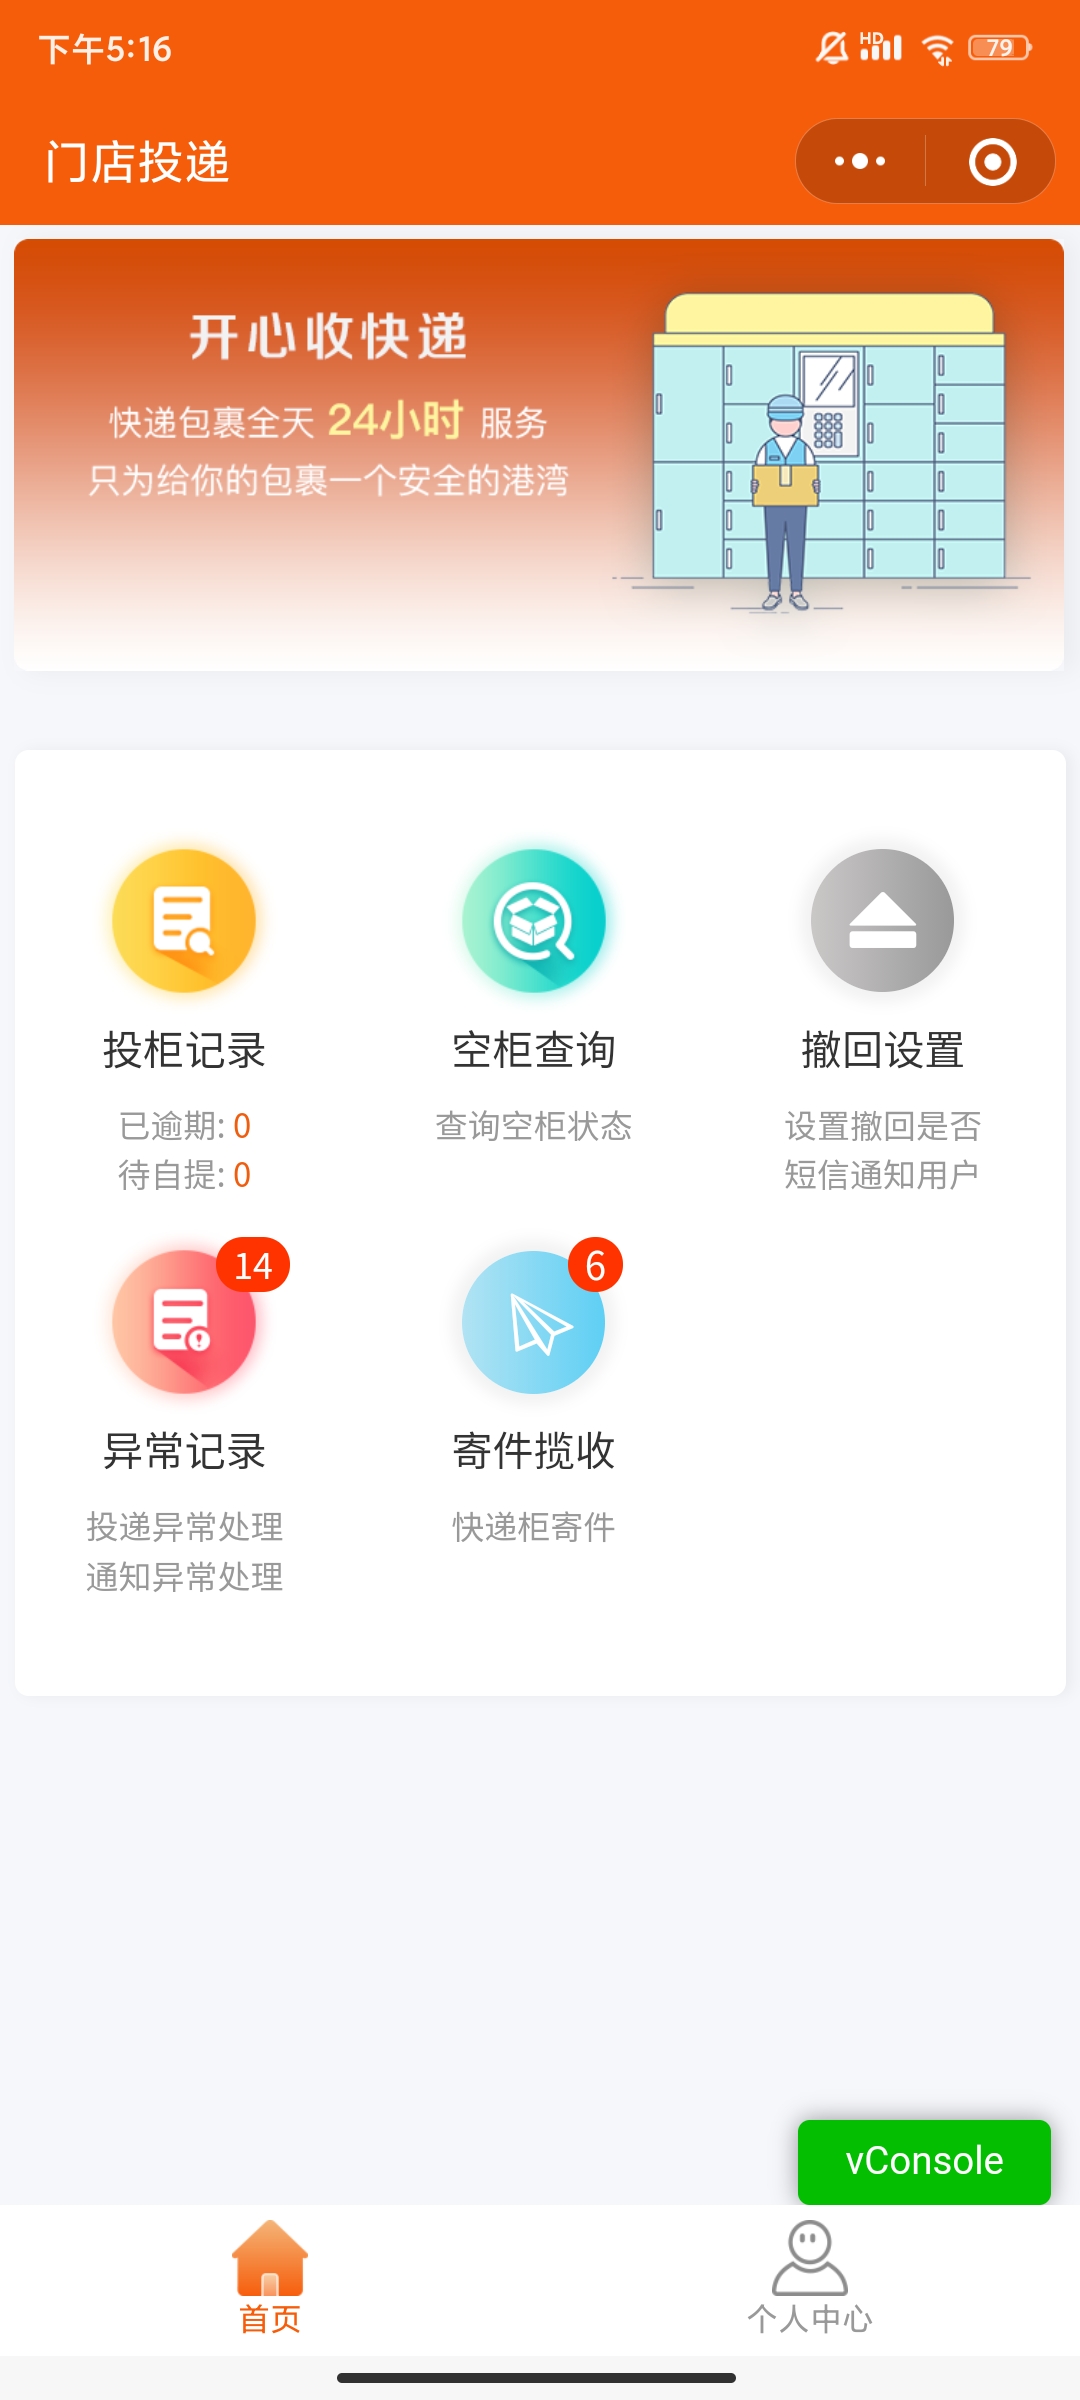 下午5:16
HD
79
门店投递
开心收快递
快递包裹全天 24小时 服务
只为给你的包裹一个安全的港湾
投柜记录
空柜查询
撤回设置
已逾期: 0
待自提: 0
查询空柜状态
设置撤回是否
短信通知用户
14
6
异常记录
寄件揽收
投递异常处理
通知异常处理
快递柜寄件
vConsole
首页
个人中心